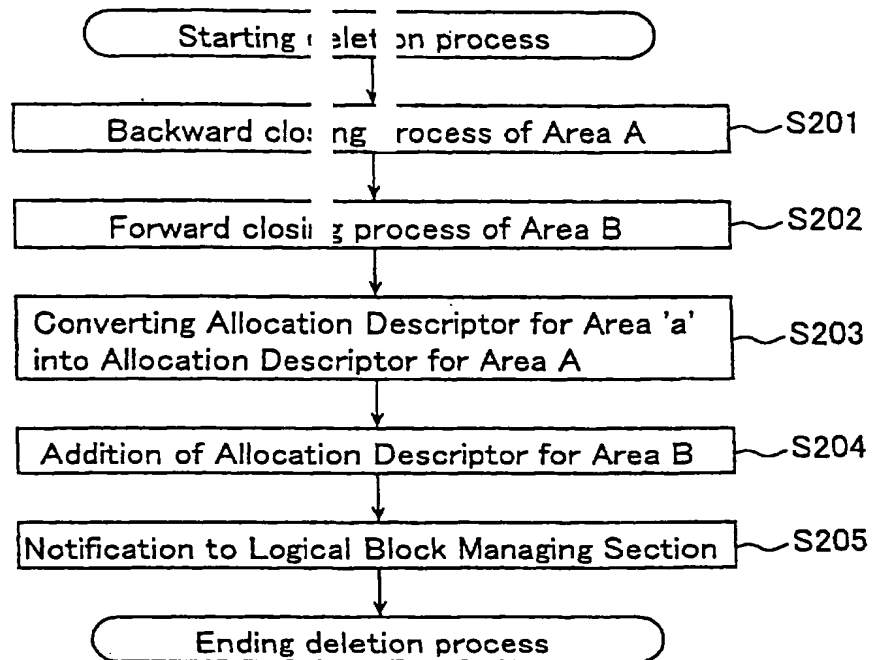 Starting deletion process
Backward closing process of Area A
S201
Forward closing process of Area B
S202
Converting Allocation Descriptor for Area 'a'
into Allocation Descriptor for Area A
S203
Addition of Allocation Descriptor for Area B
S204
Notification to Logical Block Managing Section
S205
Ending deletion process